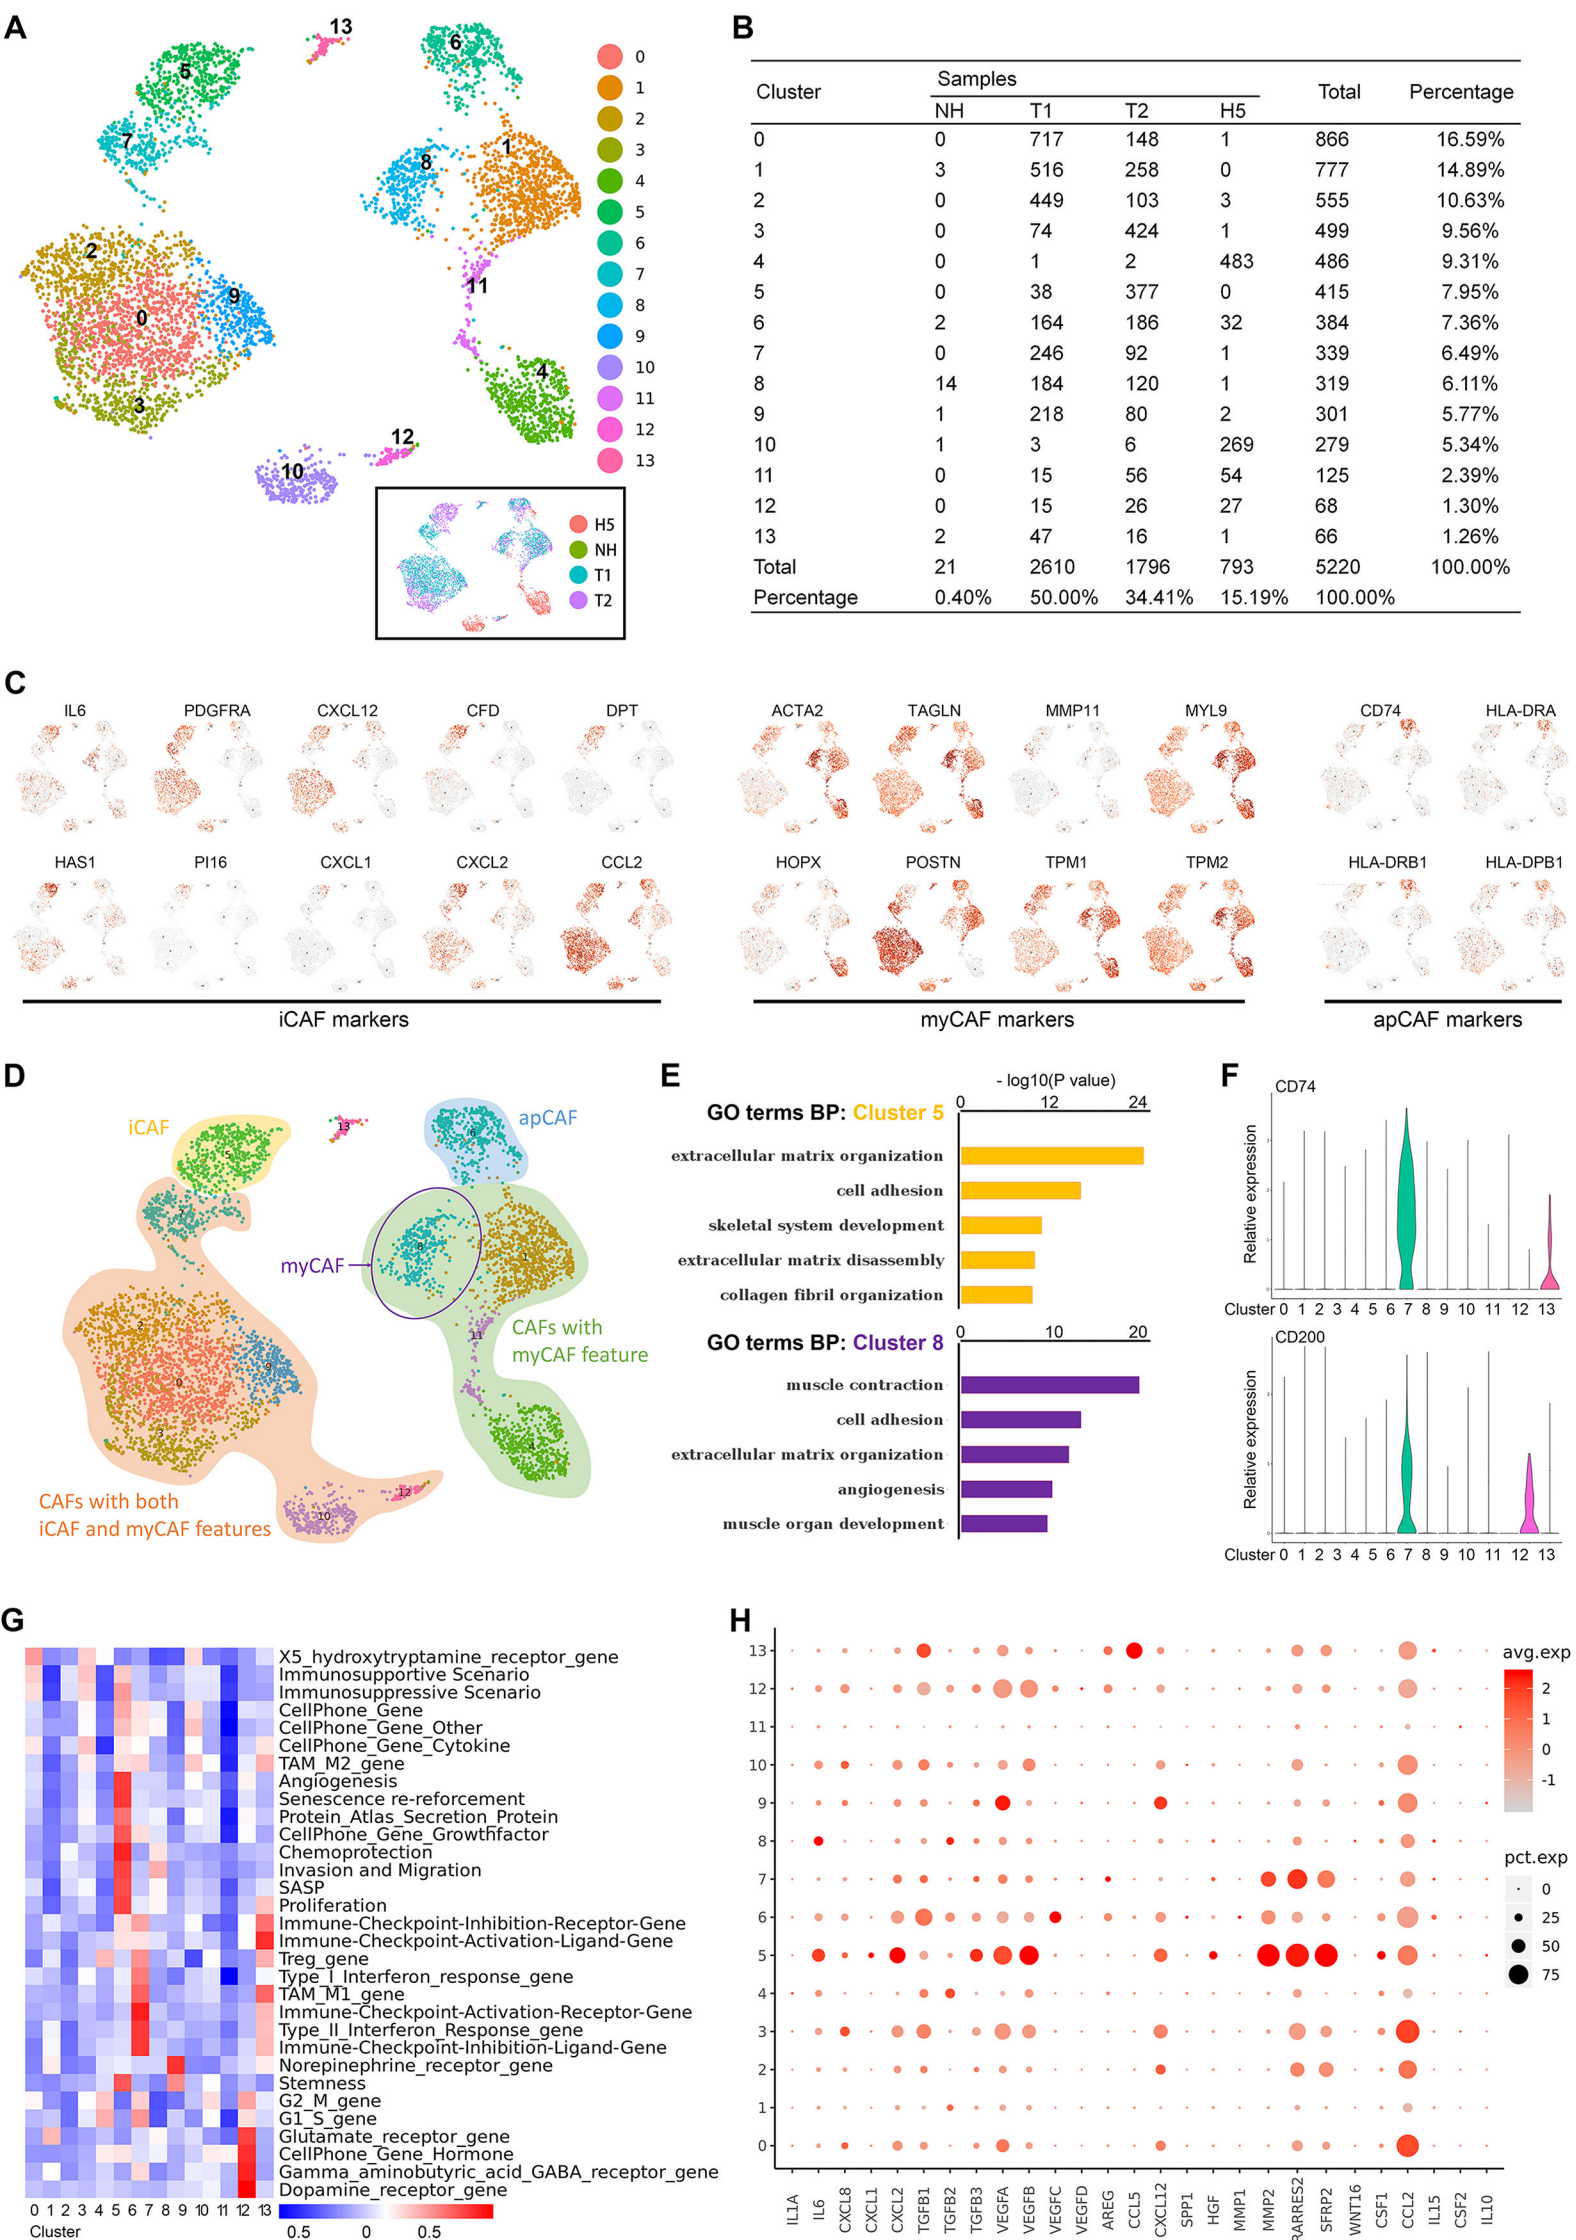 A
13
5
6
7
8
1
2
9
11
0
3
4
12
10
0
1
2
3
4
5
6
7
8
9
10
11
12
13
H5
NH
T1
T2
B
Cluster Samples Total Percentage
NH T1 T2 H5
0 0 717 148 1 866 16.59%
1 3 516 258 0 777 14.89%
2 0 449 103 3 555 10.63%
3 0 74 424 1 499 9.56%
4 0 1 2 483 486 9.31%
5 0 38 377 0 415 7.95%
6 2 164 186 32 384 7.36%
7 0 246 92 1 339 6.49%
8 14 184 120 1 319 6.11%
9 1 218 80 2 301 5.77%
10 1 3 6 269 279 5.34%
11 0 15 56 54 125 2.39%
12 0 15 26 27 68 1.30%
13 2 47 16 1 66 1.26%
Total 21 2610 1796 793 5220 100.00%
Percentage 0.40% 50.00% 34.41% 15.19% 100.00%
C
IL6 PDGFRA CXCL12 CFD DPT ACTA2 TAGLN MMP11 MYL9 CD74 HLA-DRA
HAS1 PI16 CXCL1 CXCL2 CCL2 HOPX POSTN TPM1 TPM2 HLA-DRB1 HLA-DPB1
iCAF markers myCAF markers apCAF markers
D
iCAF
apCAF
myCAF
CAFs with
myCAF feature
CAFs with both
iCAF and myCAF features
13
6
5
7
8
1
2
11
9
0
3
4
12
10
E
- log10(P value)
GO terms BP: Cluster 5
0 12 24
extracellular matrix organization
cell adhesion
skeletal system development
extracellular matrix disassembly
collagen fibril organization
GO terms BP: Cluster 8
0 10 20
muscle contraction
cell adhesion
extracellular matrix organization
angiogenesis
muscle organ development
F
CD74
Relative expression
3
2
1
0
Cluster 0 1 2 3 4 5 6 7 8 9 10 11 12 13
CD200
Relative expression
2
1
0
Cluster 0 1 2 3 4 5 6 7 8 9 10 11 12 13
G
X5_hydroxytryptamine_receptor_gene
Immunosupportive Scenario
Immunosuppressive Scenario
CellPhone_Gene
CellPhone_Gene_Other
CellPhone_Gene_Cytokine
TAM_M2_gene
Angiogenesis
Senescence re-reforcement
Protein_Atlas_Secretion_Protein
CellPhone_Gene_Growthfactor
Chemoprotection
Invasion and Migration
SASP
Proliferation
Immune-Checkpoint-Inhibition-Receptor-Gene
Immune-Checkpoint-Activation-Ligand-Gene
Treg_gene
Type_I_Interferon_response_gene
TAM_M1_gene
Immune-Checkpoint-Activation-Receptor-Gene
Type_II_Interferon_Response_gene
Immune-Checkpoint-Inhibition-Ligand-Gene
Norepinephrine_receptor_gene
Stemness
G2_M_gene
G1_S_gene
Glutamate_receptor_gene
CellPhone_Gene_Hormone
Gamma_aminobutyric_acid_GABA_receptor_gene
Dopamine_receptor_gene
0 1 2 3 4 5 6 7 8 9 10 11 12 13
Cluster
0.5 0 0.5
H
13
12
11
10
9
8
7
6
5
4
3
2
1
0
IL1A
IL6
CXCL8
CXCL1
CXCL2
TGFB1
TGFB2
TGFB3
VEGFA
VEGFB
VEGFC
VEGFD
AREG
CCL5
CXCL12
SPP1
HGF
MMP1
MMP2
RARRES2
SFRP2
WNT16
CSF1
CCL2
IL15
CSF2
IL10
avg.exp
2
1
0
-1
pct.exp
0
25
50
75